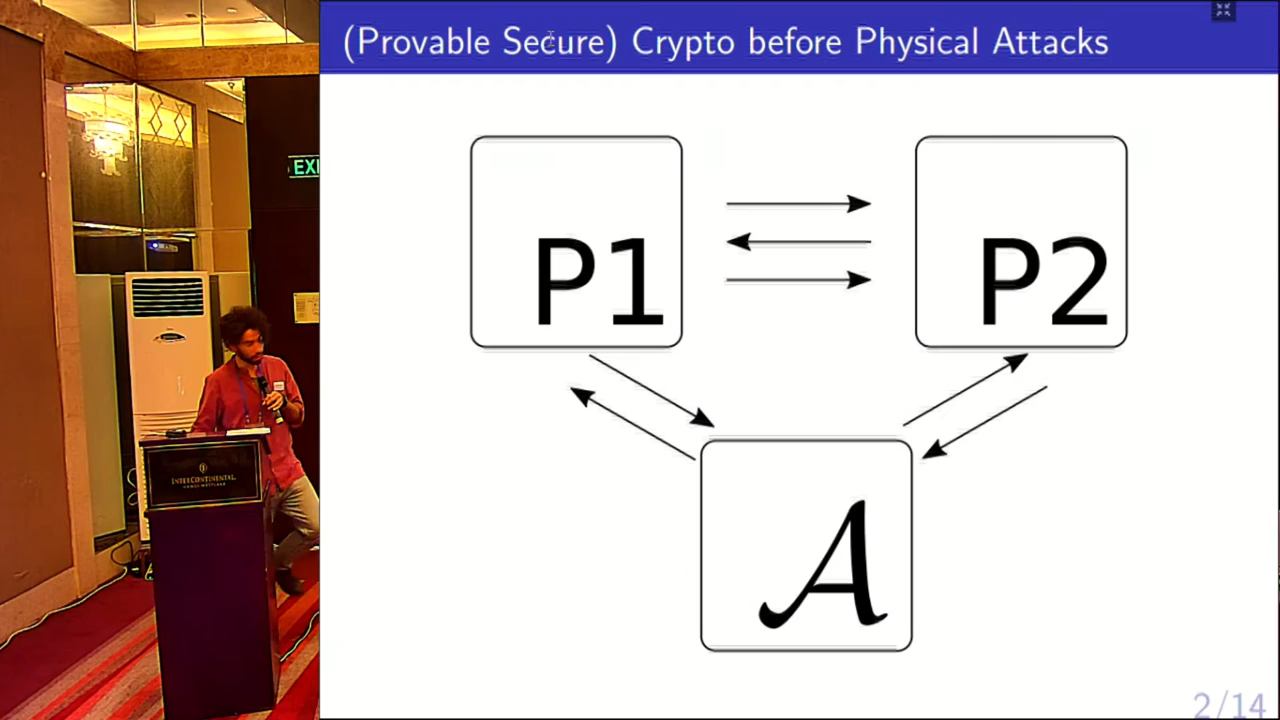 (Provable Secure) Crypto before Physical Attacks
EXI
P1
P2
INTERCONTINENTAL
A
2/14